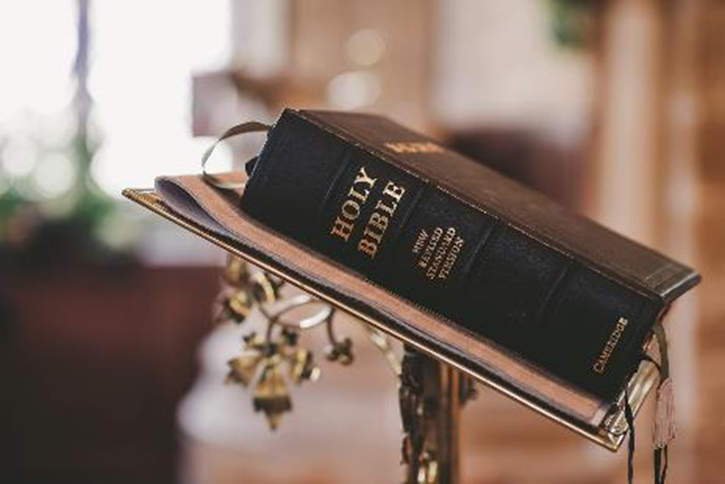 HOLY
BIBLE
NEW
REVISED
STANDARD
VERSION
CAMBRIDGE